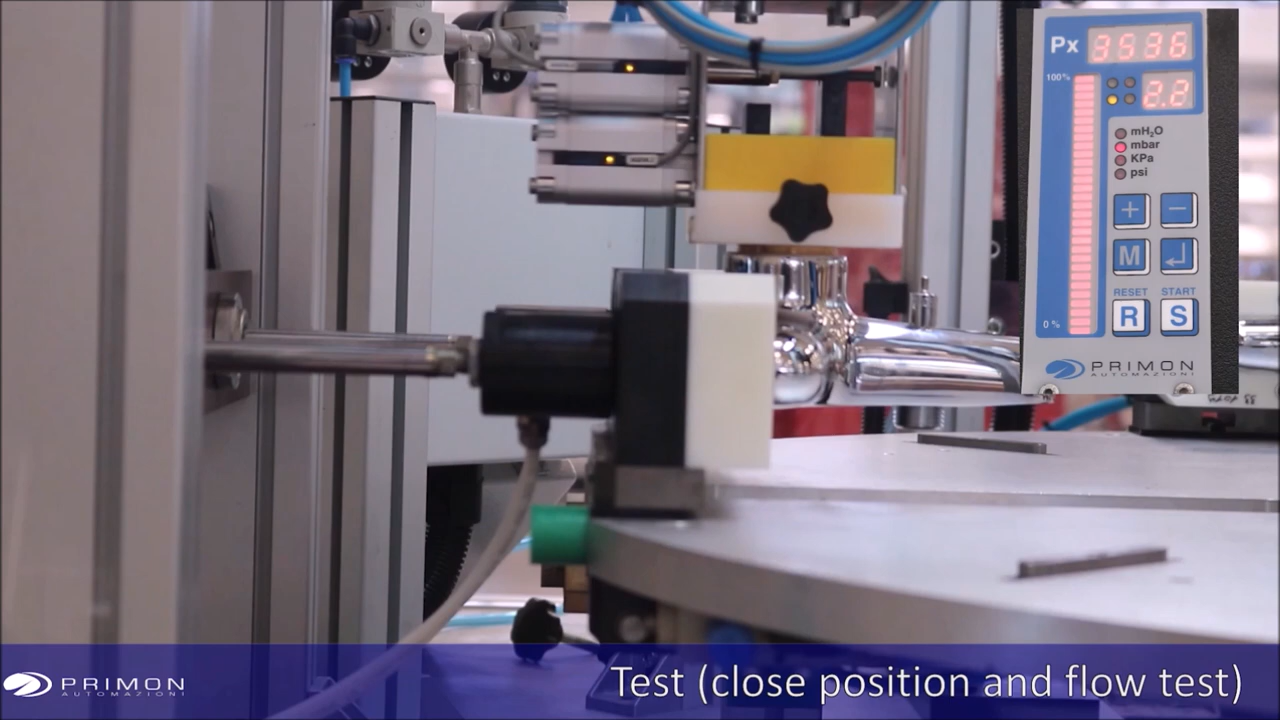 Px 3936
100%
2.2
mH₂O
mbar
KPa
psi
+ −
M
RESET START
R S
0 %
PRIMON
AUTOMAZIONI
PRIMON
AUTOMAZIONI
Test (close position and flow test)